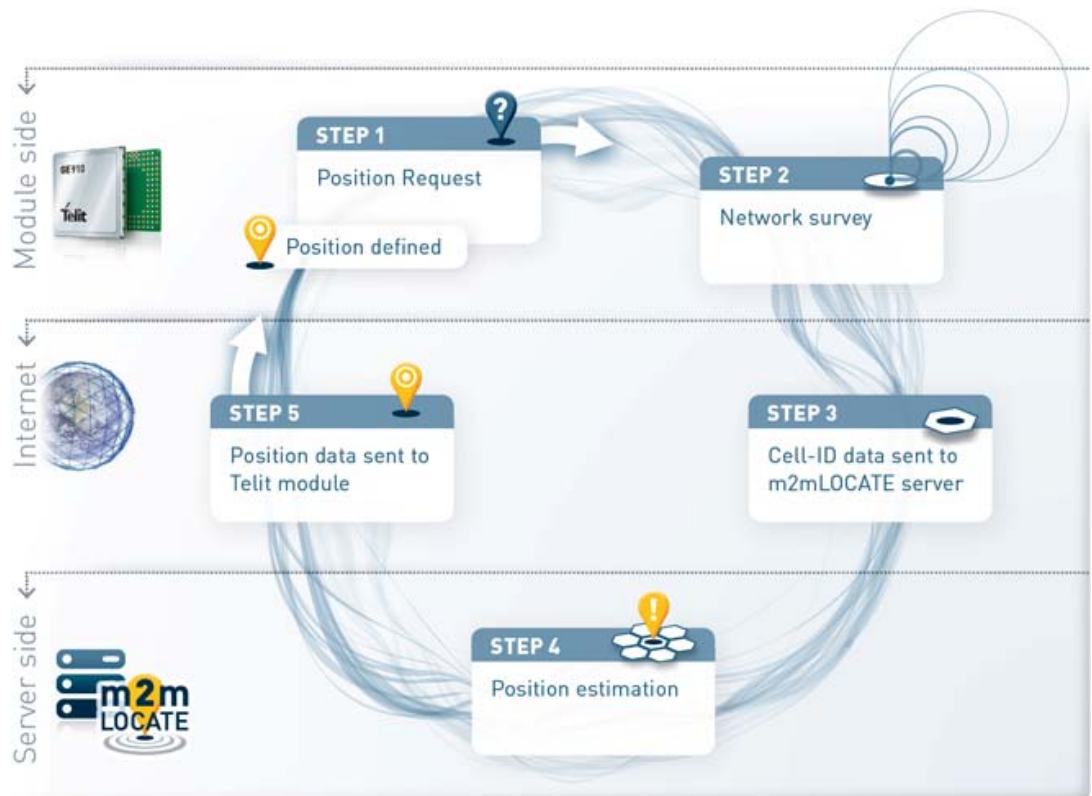 Module side
GE910
Telit
STEP 1
Position Request
?
Position defined
STEP 2
Network survey
Internet
STEP 5
Position data sent to
Telit module
STEP 3
Cell-ID data sent to
m2mLOCATE server
Server side
m2m
LOCATE
STEP 4
!
Position estimation